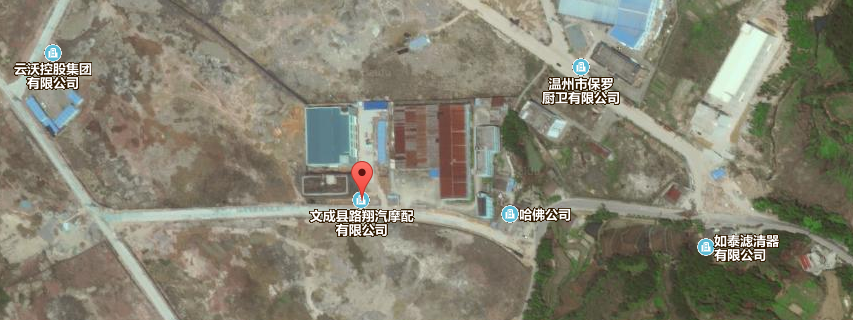 云沃控股集团
有限公司
温州市保罗
厨卫有限公司
文成县路翔汽摩配
有限公司
哈佛公司
如泰滤清器
有限公司